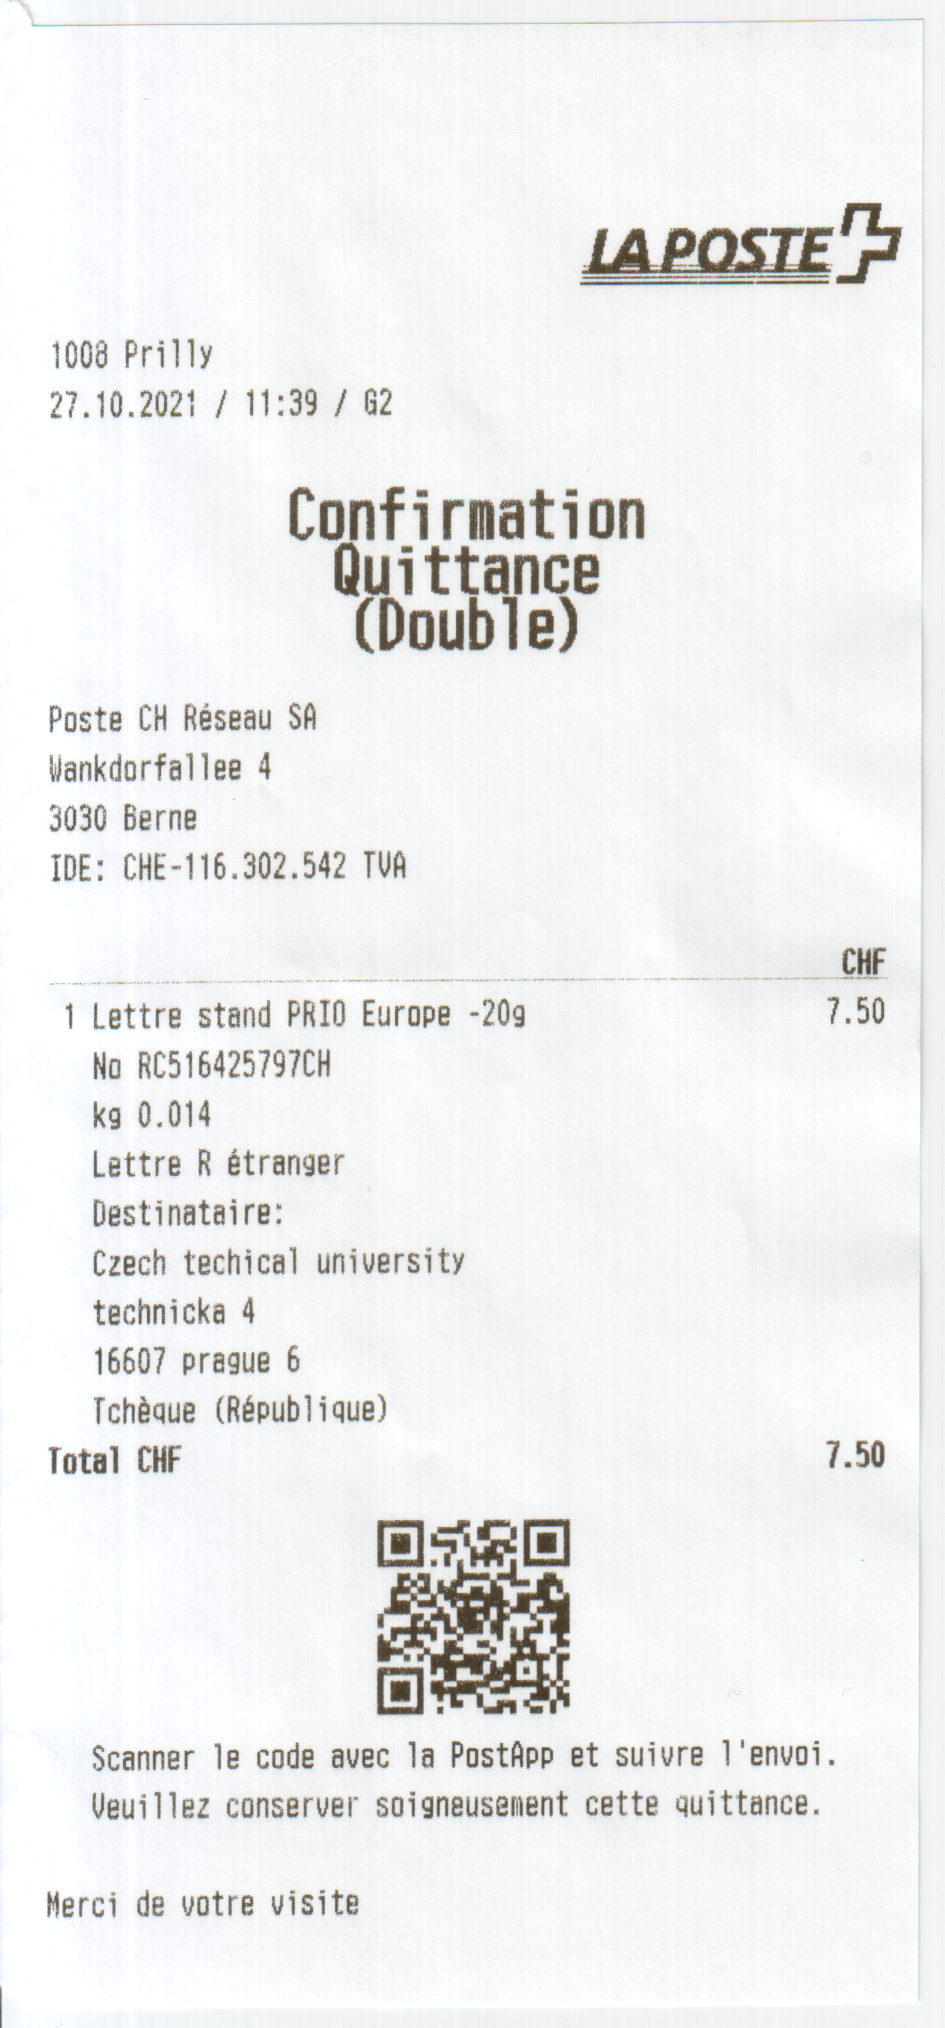 LA POSTE
1008 Prilly
27.10.2021 / 11:39 / G2
Confirmation
Quittance
(Double)
Poste CH Réseau SA
Wankdorfallee 4
3030 Berne
IDE: CHE-116.302.542 TVA
CHF
1 Lettre stand PRIO Europe -20g 7.50
No RC516425797CH
kg 0.014
Lettre R étranger
Destinataire:
Czech techical university
technicka 4
16607 prague 6
Tchèque (République)
Total CHF 7.50
Scanner le code avec la PostApp et suivre l'envoi.
Veuillez conserver soigneusement cette quittance.
Merci de votre visite